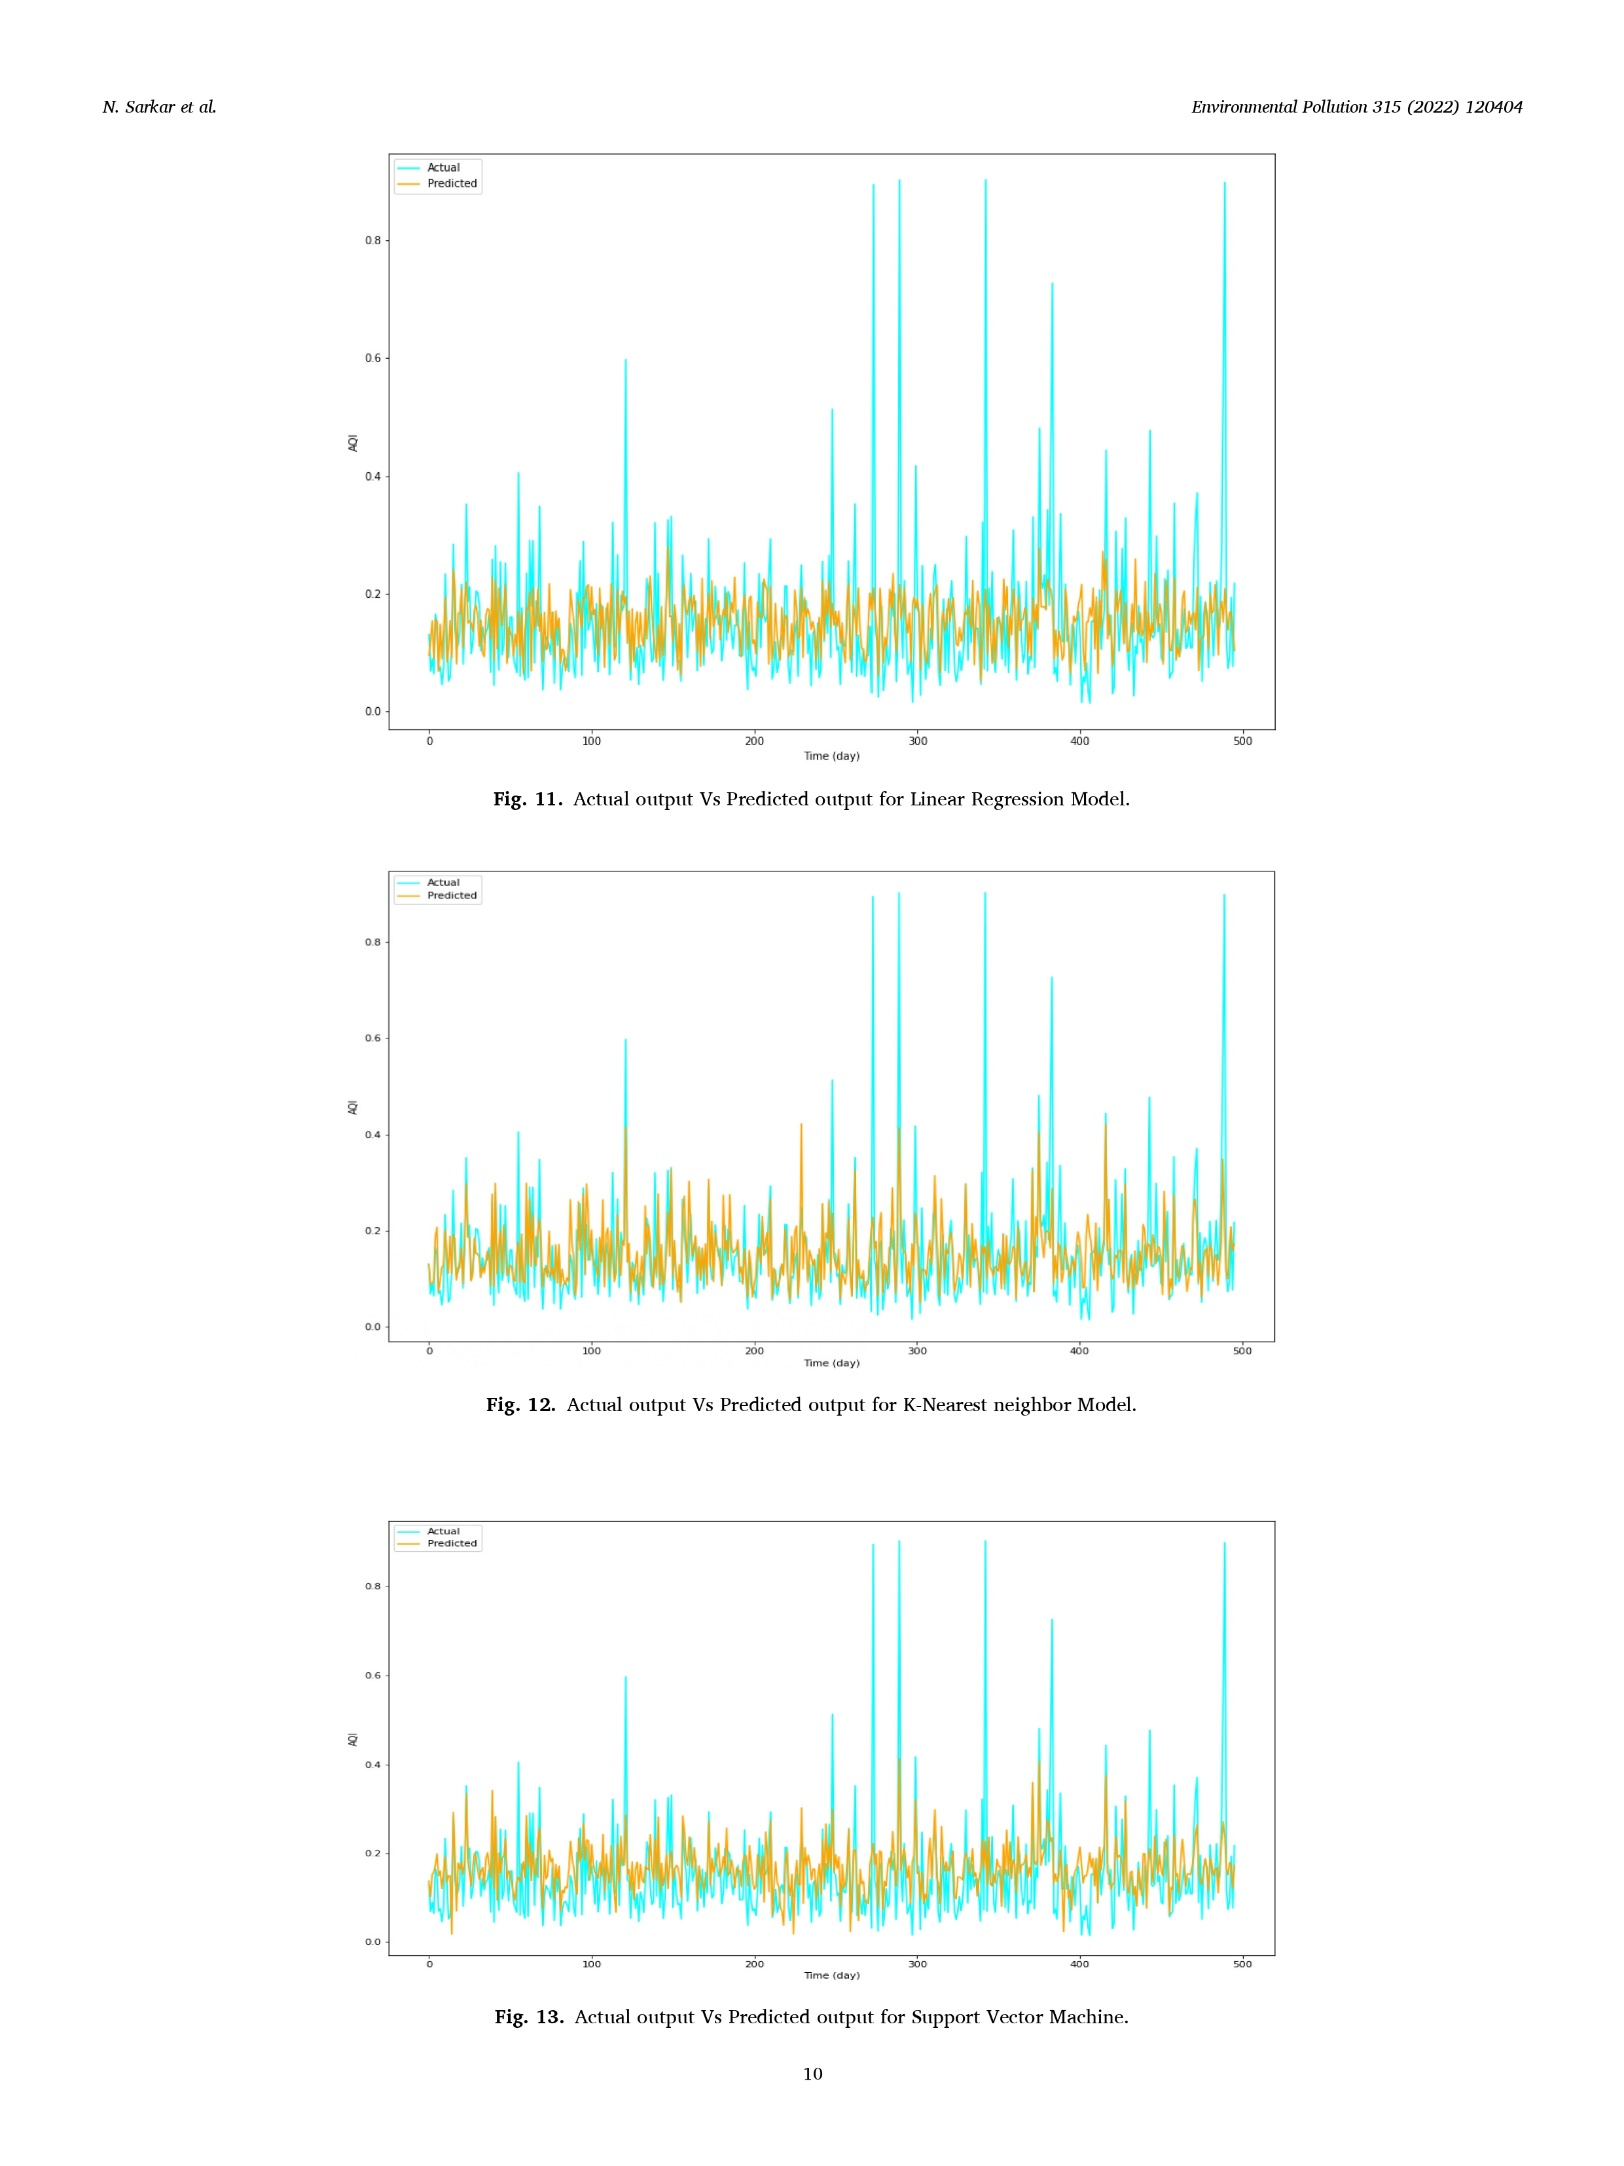 N. Sarkar et al.
Environmental Pollution 315 (2022) 120404
Actual
Predicted
0.8
0.6
AQI
0.4
0.2
0.0
0 100 200 300 400 500
Time (day)
Fig. 11. Actual output Vs Predicted output for Linear Regression Model.
Actual
Predicted
0.8
0.6
AQI
0.4
0.2
0.0
0 100 200 300 400 500
Time (day)
Fig. 12. Actual output Vs Predicted output for K-Nearest neighbor Model.
Actual
Predicted
0.8
0.6
AQI
0.4
0.2
0.0
0 100 200 300 400 500
Time (day)
Fig. 13. Actual output Vs Predicted output for Support Vector Machine.
10